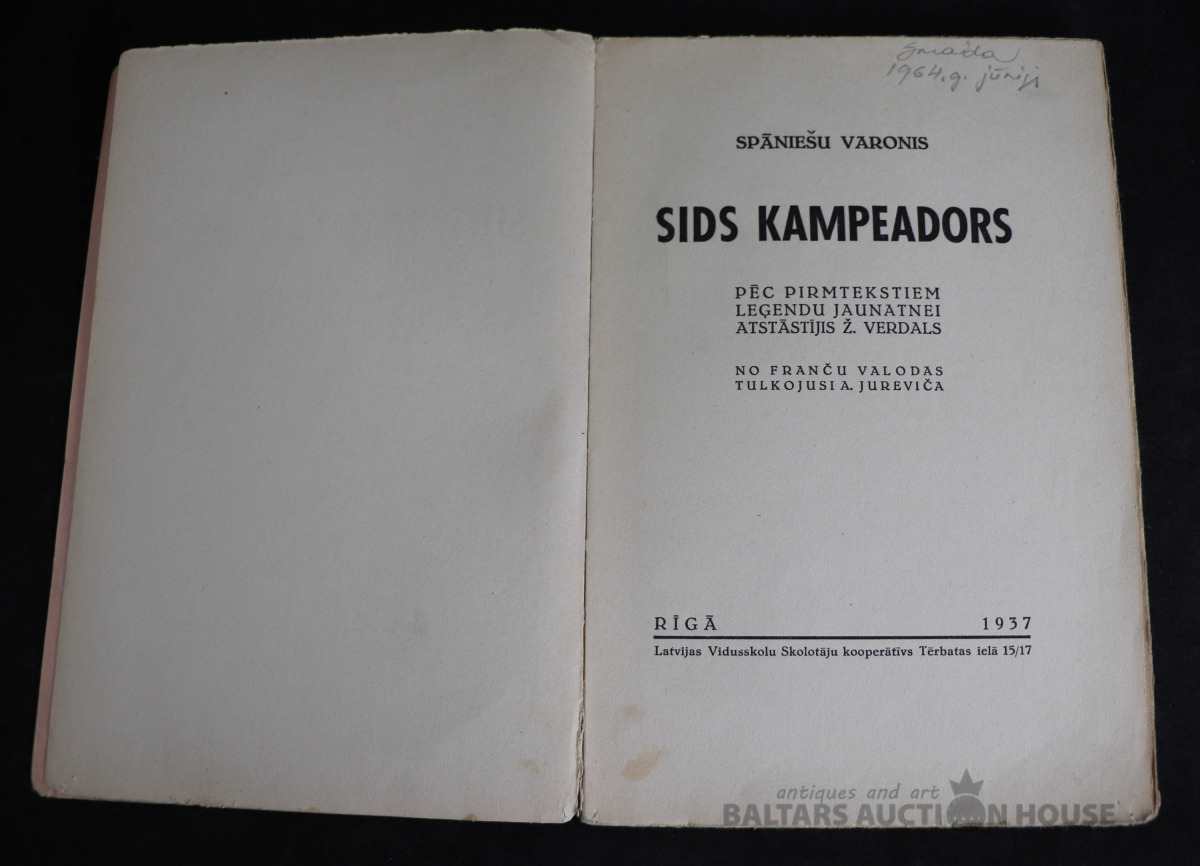 Smaida
1964. g. jūnijā
SPĀNIEŠU VARONIS
SIDS KAMPEADORS
PĒC PIRMTEKSTIEM
LEĢENDU JAUNATNEI
ATSTĀSTĪJIS Ž. VERDALS
NO FRANČU VALODAS
TULKOJUSI A. JUREVIČA
RĪGĀ 1937
Latvijas Vidusskolu Skolotāju kooperātīvs Tērbatas ielā 15/17
antiques and art
BALTARS AUCTION HOUSE